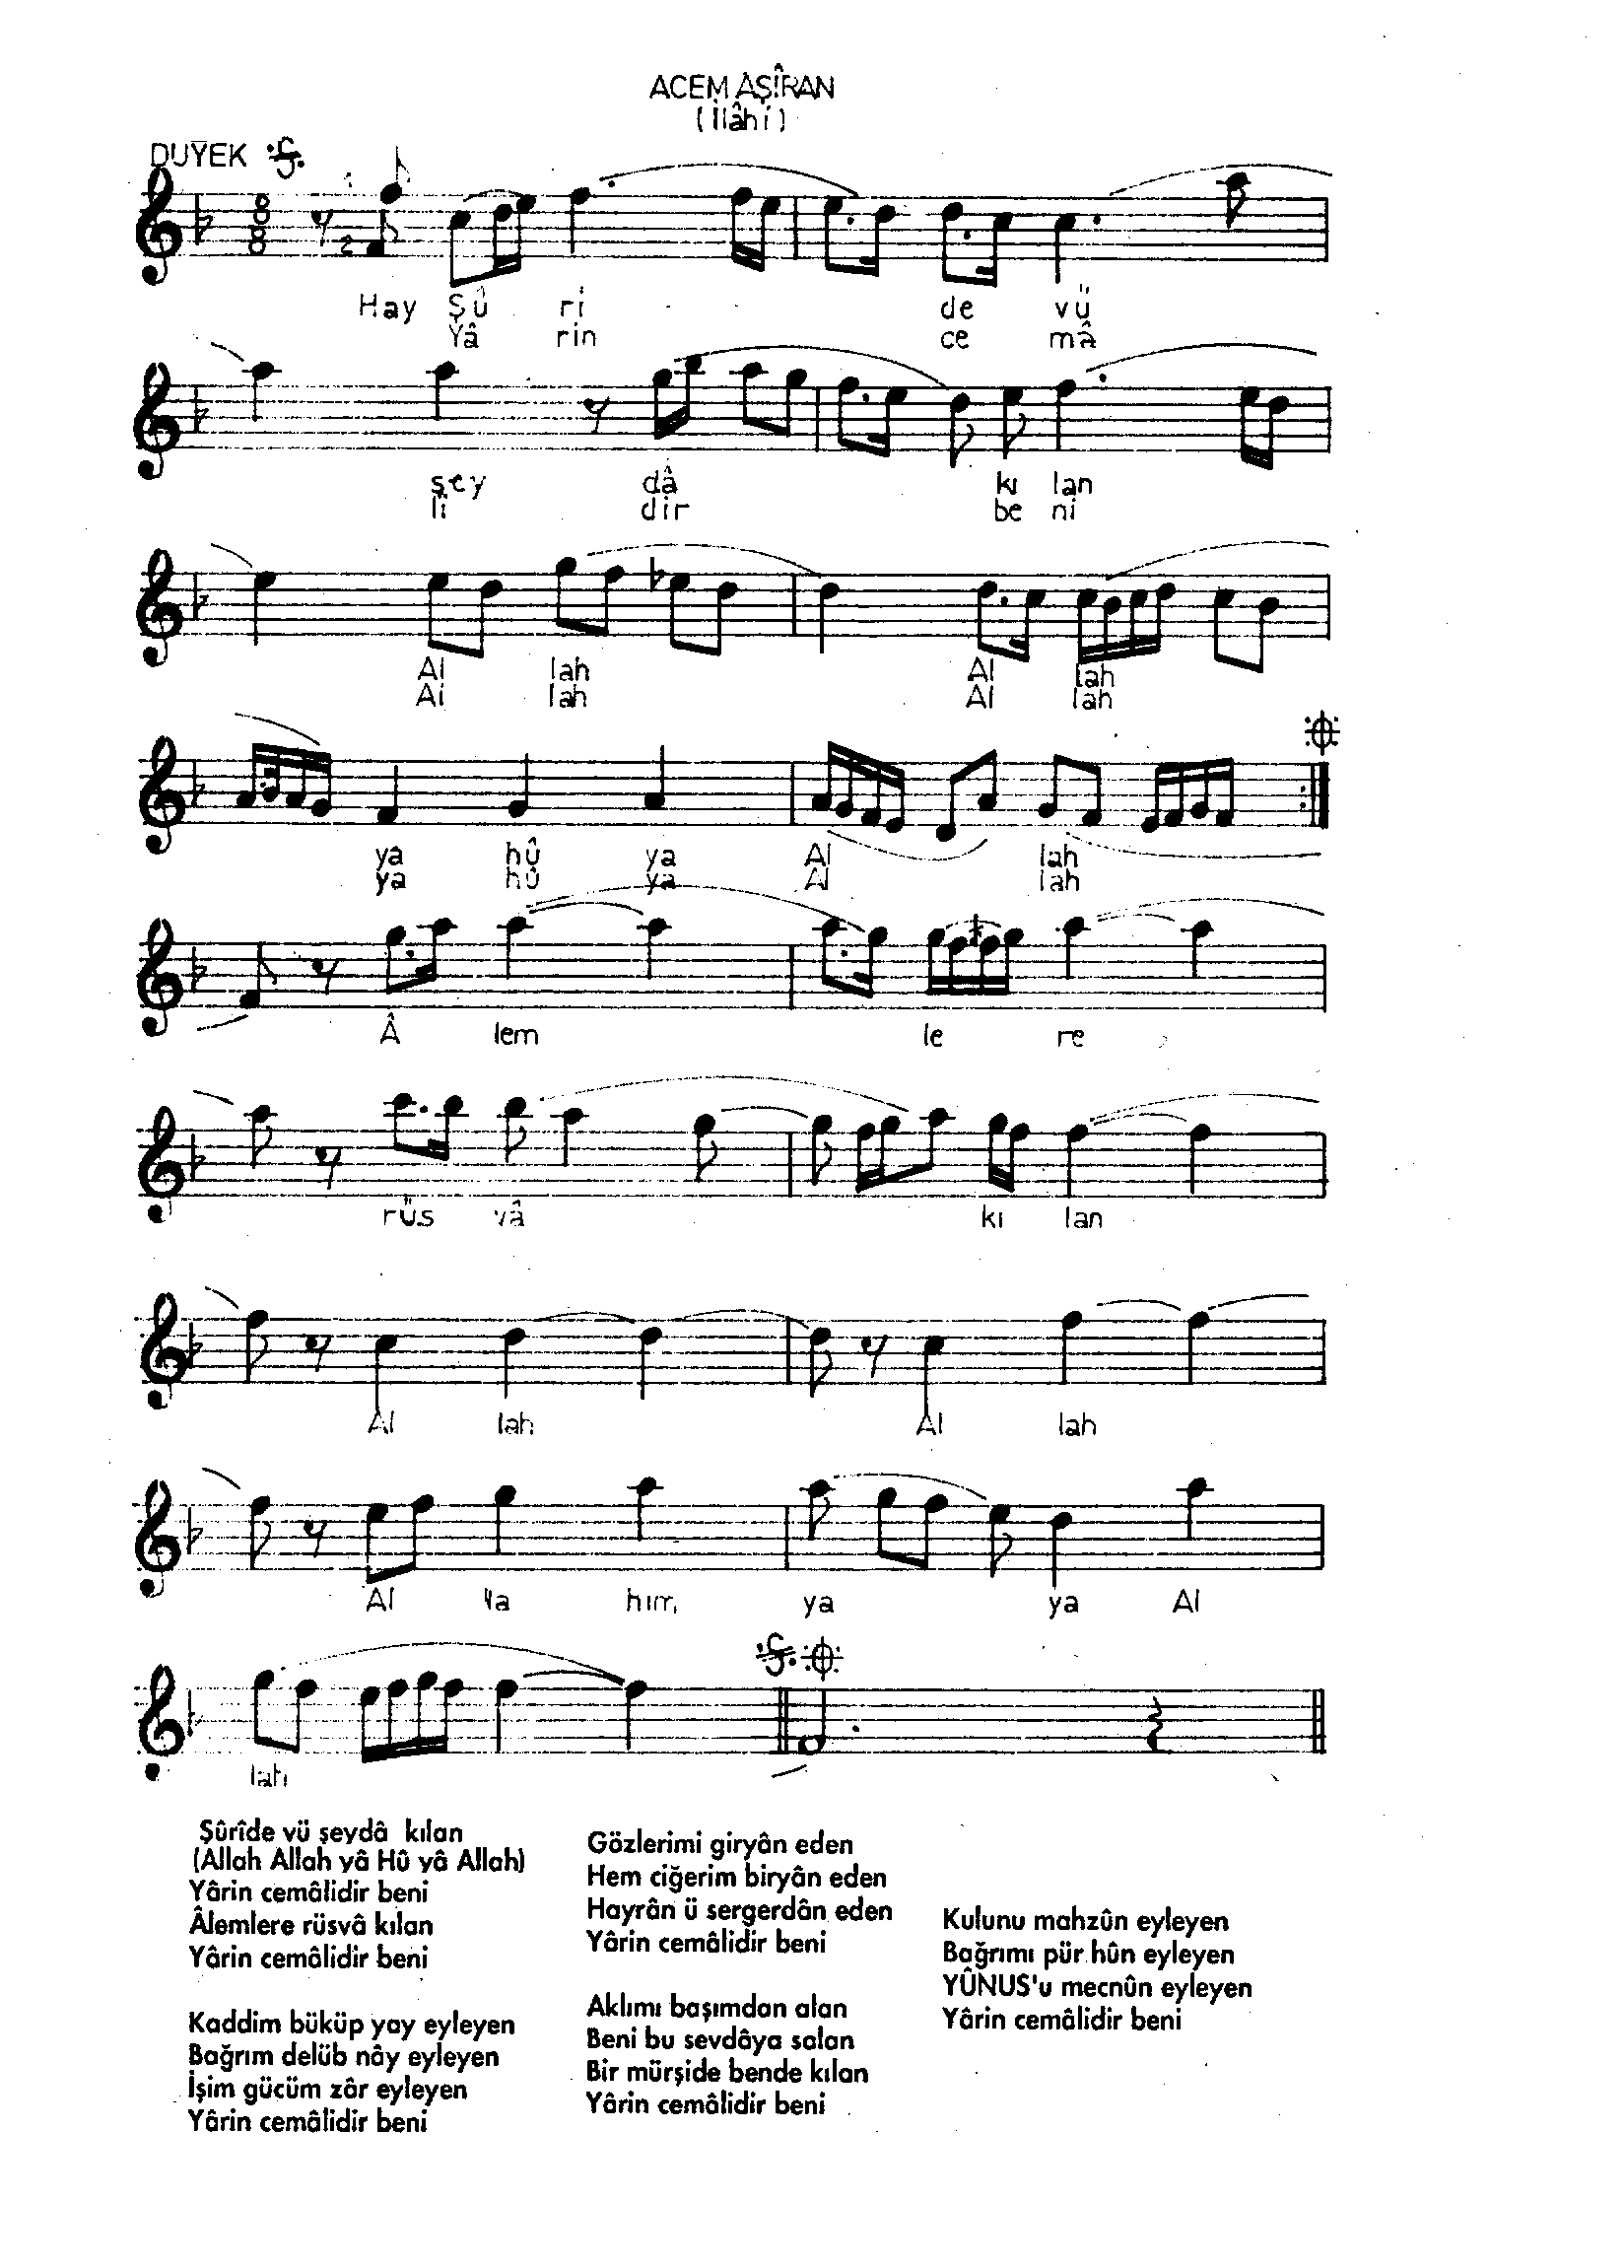 ACEM AŞÎRAN
(İlâhi)
DUYEK
8
8
1
2
Hay Şû ri de vü
Yâ rin ce mâ
şey dâ kı lan
li dir be ni
Al lah Al lah
Al lah Al lah
ya hû ya Al lah
ya hû ya Al lah
Â lem le re
rüs vâ kı lan
Al lah Al lah
Al la hım ya ya Al
lah
Şûrîde vü şeydâ kılan
(Allah Allah yâ Hû yâ Allah)
Yârin cemâlidir beni
Âlemlere rüsvâ kılan
Yârin cemâlidir beni
Kaddim büküp yay eyleyen
Bağrım delüb nây eyleyen
İşim gücüm zâr eyleyen
Yârin cemâlidir beni
Gözlerimi giryân eden
Hem ciğerim biryân eden
Hayrân ü sergerdân eden
Yârin cemâlidir beni
Aklımı başımdan alan
Beni bu sevdâya salan
Bir mürşide bende kılan
Yârin cemâlidir beni
Kulunu mahzûn eyleyen
Bağrımı pür hûn eyleyen
YÛNUS'u mecnûn eyleyen
Yârin cemâlidir beni